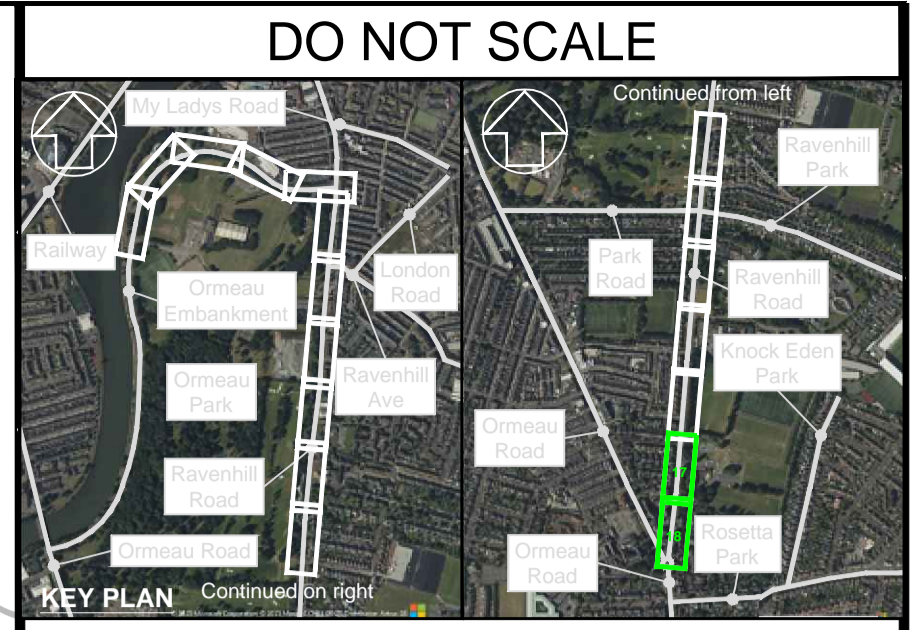 DO NOT SCALE
My Ladys Road
Railway
Ormeau
Embankment
London
Road
Ormeau
Park
Ravenhill
Ave
Ravenhill
Road
Ormeau Road
KEY PLAN
Continued on right
Continued from left
Ravenhill
Park
Park
Road
Ravenhill
Road
Knock Eden
Park
Ormeau
Road
17
18
Rosetta
Park
Ormeau
Road